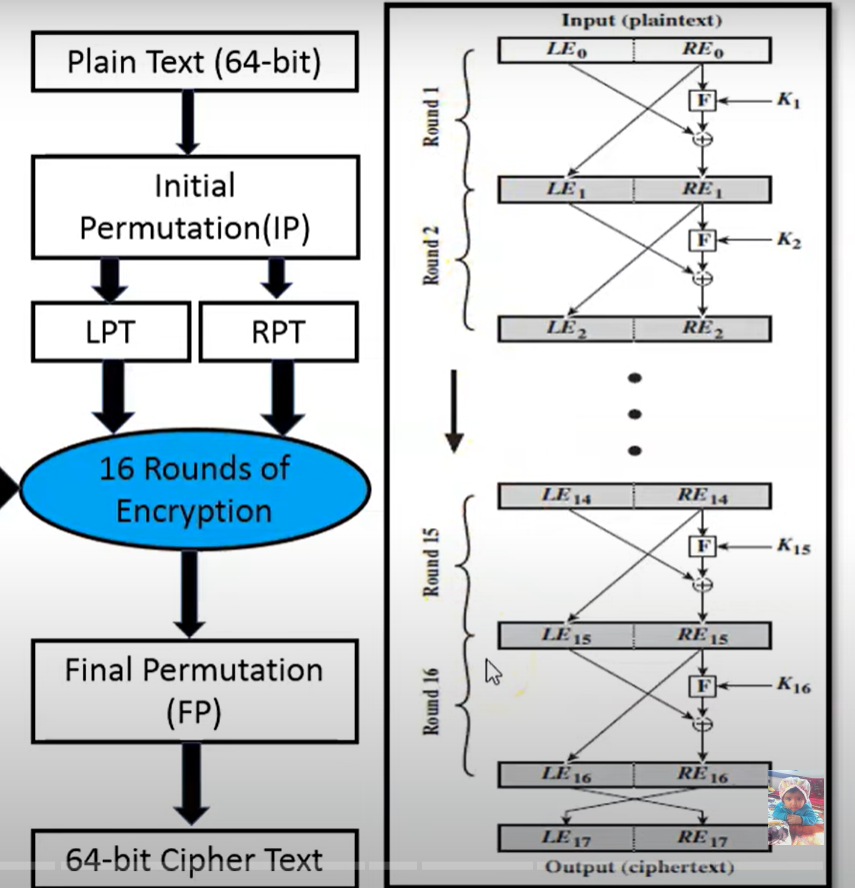 Plain Text (64-bit)
Initial
Permutation(IP)
LPT
RPT
16 Rounds of
Encryption
Final Permutation
(FP)
64-bit Cipher Text
Input (plaintext)
LE0 RE0
Round 1
F
K1
LE1 RE1
Round 2
F
K2
LE2 RE2
LE14 RE14
Round 15
F
K15
LE15 RE15
Round 16
F
K16
LE16 RE16
LE17 RE17
Output (ciphertext)